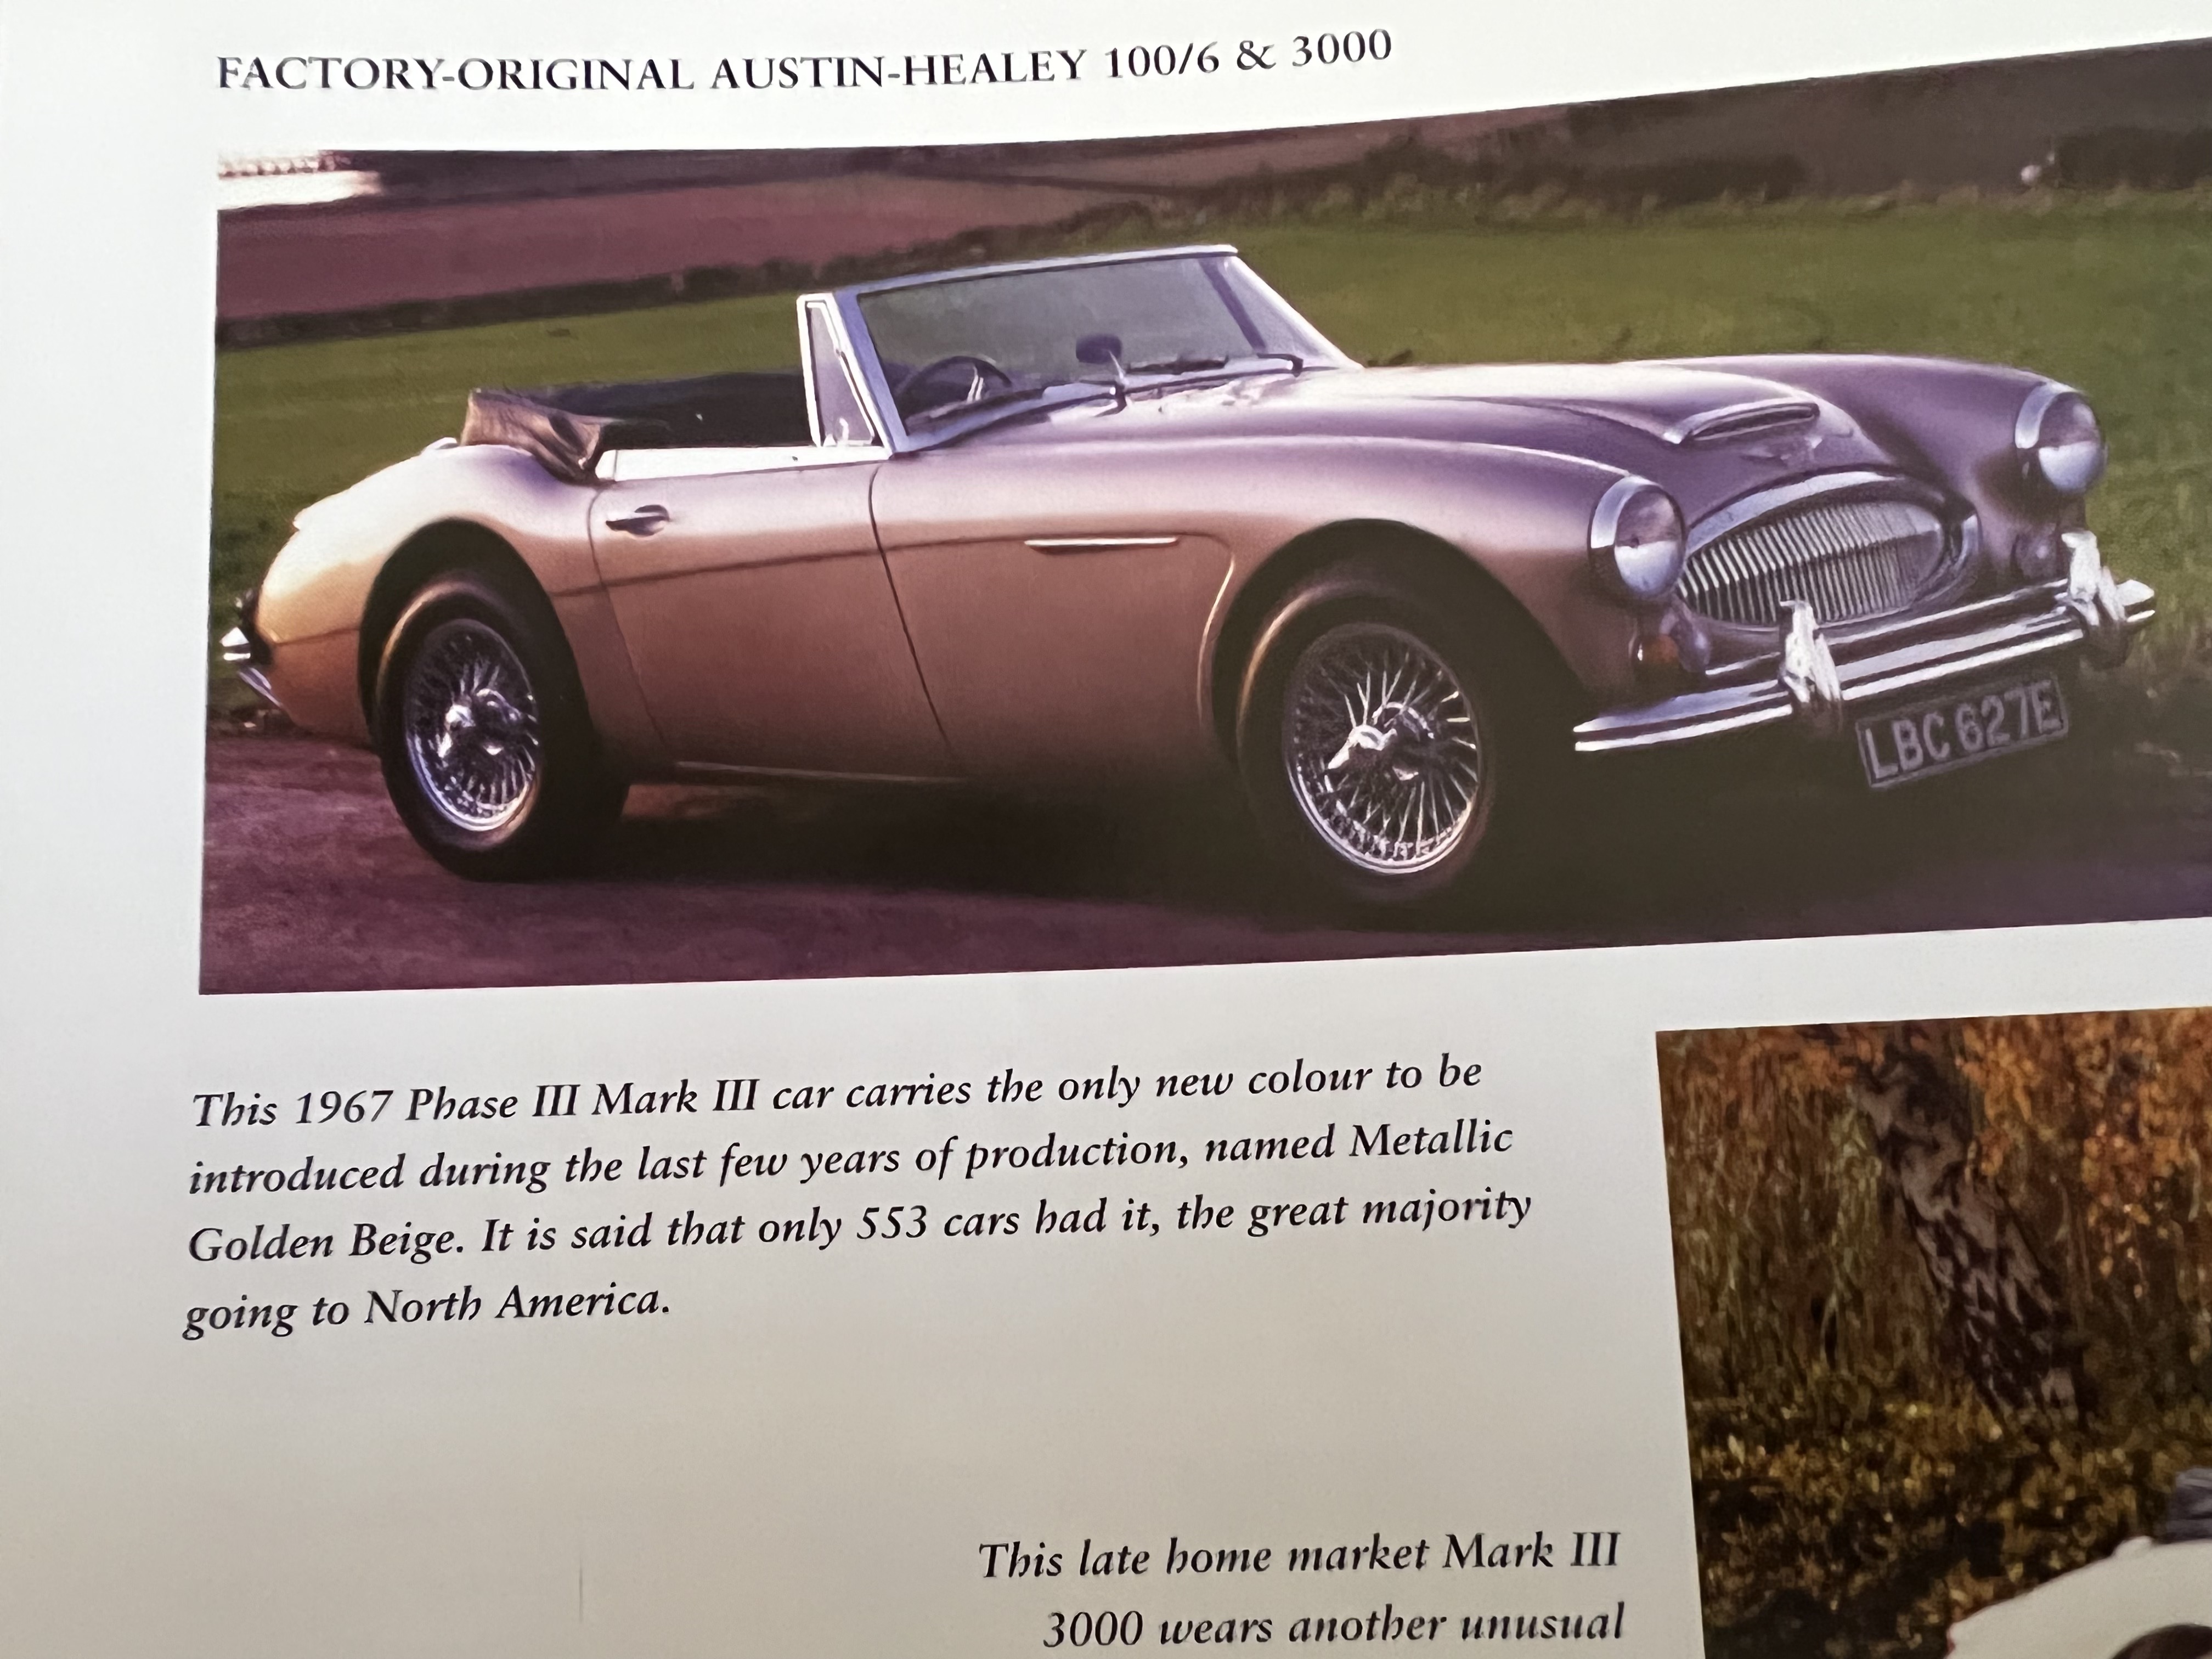 FACTORY-ORIGINAL AUSTIN-HEALEY 100/6 & 3000
LBC 627E
This 1967 Phase III Mark III car carries the only new colour to be
introduced during the last few years of production, named Metallic
Golden Beige. It is said that only 553 cars had it, the great majority
going to North America.
This late home market Mark III
3000 wears another unusual